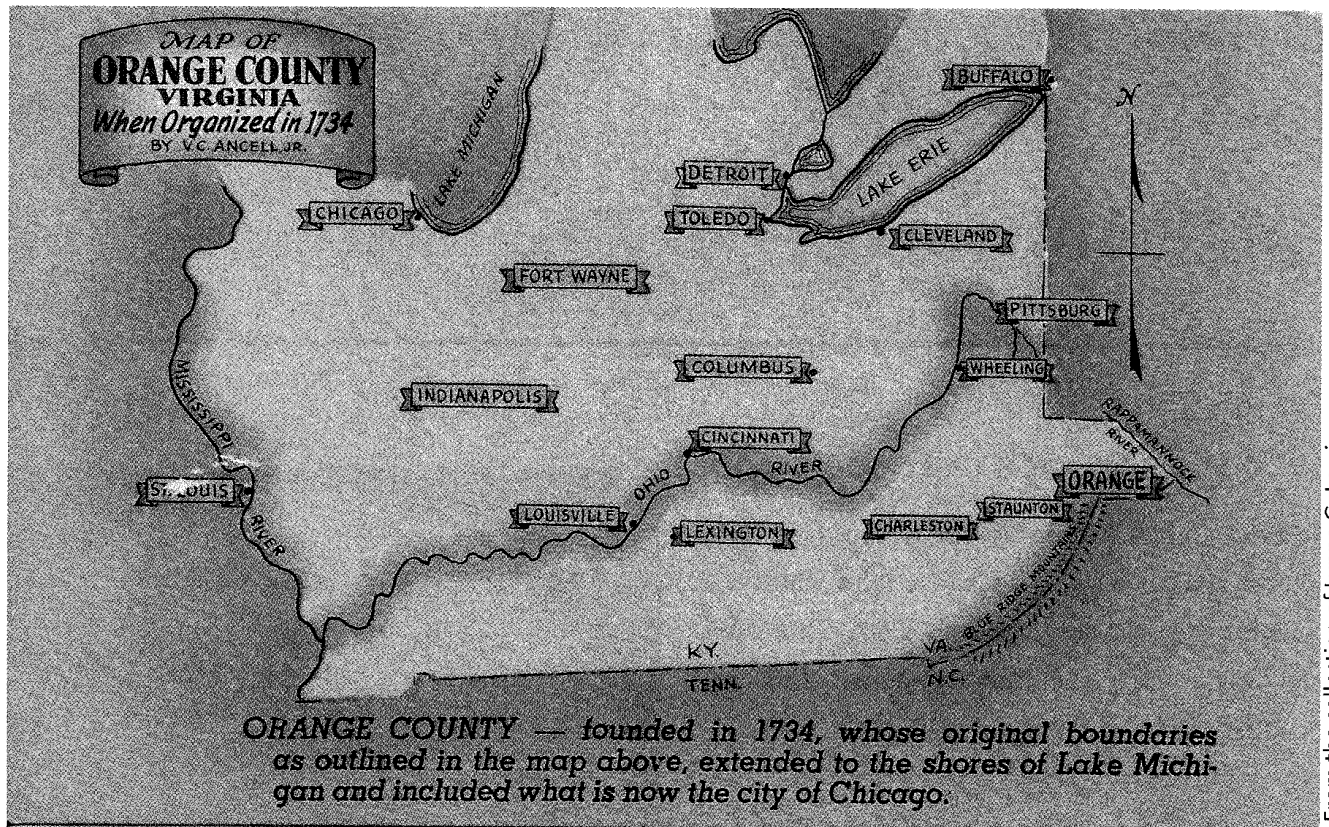 MAP OF
ORANGE COUNTY
VIRGINIA
When Organized in 1734
BY V.C. ANCELL JR.
BUFFALO
N
LAKE MICHIGAN
LAKE ERIE
DETROIT
CHICAGO
TOLEDO
CLEVELAND
FORT WAYNE
PITTSBURG
COLUMBUS
WHEELING
MISSISSIPPI
RIVER
INDIANAPOLIS
RAPPAHANNOCK
RIVER
CINCINNATI
OHIO
RIVER
ORANGE
ST. LOUIS
LOUISVILLE
LEXINGTON
CHARLESTON
STAUNTON
BLUE RIDGE MOUNTAINS
KY.
TENN.
VA.
N.C.
ORANGE COUNTY — founded in 1734, whose original boundaries
as outlined in the map above, extended to the shores of Lake Michi-
gan and included what is now the city of Chicago.